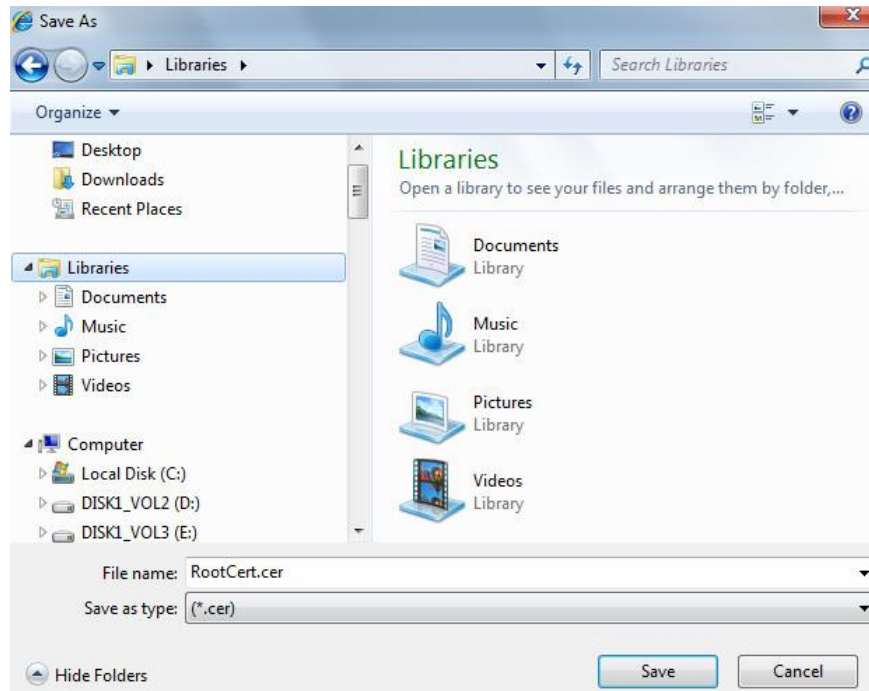 Save As
Libraries
Search Libraries
Organize
Desktop
Downloads
Recent Places
Libraries
Documents
Music
Pictures
Videos
Computer
Local Disk (C:)
DISK1_VOL2 (D:)
DISK1_VOL3 (E:)
Libraries
Open a library to see your files and arrange them by folder,...
Documents
Library
Music
Library
Pictures
Library
Videos
Library
File name: RootCert.cer
Save as type: (*.cer)
Hide Folders
Save
Cancel